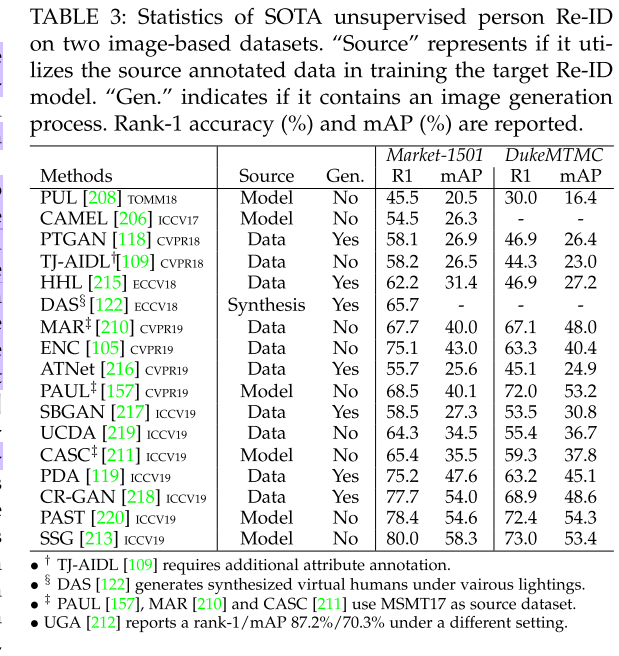 TABLE 3: Statistics of SOTA unsupervised person Re-ID
on two image-based datasets. “Source” represents if it uti-
lizes the source annotated data in training the target Re-ID
model. “Gen.” indicates if it contains an image generation
process. Rank-1 accuracy (%) and mAP (%) are reported.
Market-1501 DukeMTMC
Methods Source Gen. R1 mAP R1 mAP
PUL [208] TOMM18 Model No 45.5 20.5 30.0 16.4
CAMEL [206] ICCV17 Model No 54.5 26.3 - -
PTGAN [118] CVPR18 Data Yes 58.1 26.9 46.9 26.4
TJ-AIDL†[109] CVPR18 Data No 58.2 26.5 44.3 23.0
HHL [215] ECCV18 Data Yes 62.2 31.4 46.9 27.2
DAS§ [122] ECCV18 Synthesis Yes 65.7 - - -
MAR‡ [210] CVPR19 Data No 67.7 40.0 67.1 48.0
ENC [105] CVPR19 Data No 75.1 43.0 63.3 40.4
ATNet [216] CVPR19 Data Yes 55.7 25.6 45.1 24.9
PAUL‡ [157] CVPR19 Model No 68.5 40.1 72.0 53.2
SBGAN [217] ICCV19 Data Yes 58.5 27.3 53.5 30.8
UCDA [219] ICCV19 Data No 64.3 34.5 55.4 36.7
CASC‡ [211] ICCV19 Model No 65.4 35.5 59.3 37.8
PDA [119] ICCV19 Data Yes 75.2 47.6 63.2 45.1
CR-GAN [218] ICCV19 Data Yes 77.7 54.0 68.9 48.6
PAST [220] ICCV19 Model No 78.4 54.6 72.4 54.3
SSG [213] ICCV19 Model No 80.0 58.3 73.0 53.4
• † TJ-AIDL [109] requires additional attribute annotation.
• § DAS [122] generates synthesized virtual humans under vairous lightings.
• ‡ PAUL [157], MAR [210] and CASC [211] use MSMT17 as source dataset.
• UGA [212] reports a rank-1/mAP 87.2%/70.3% under a different setting.